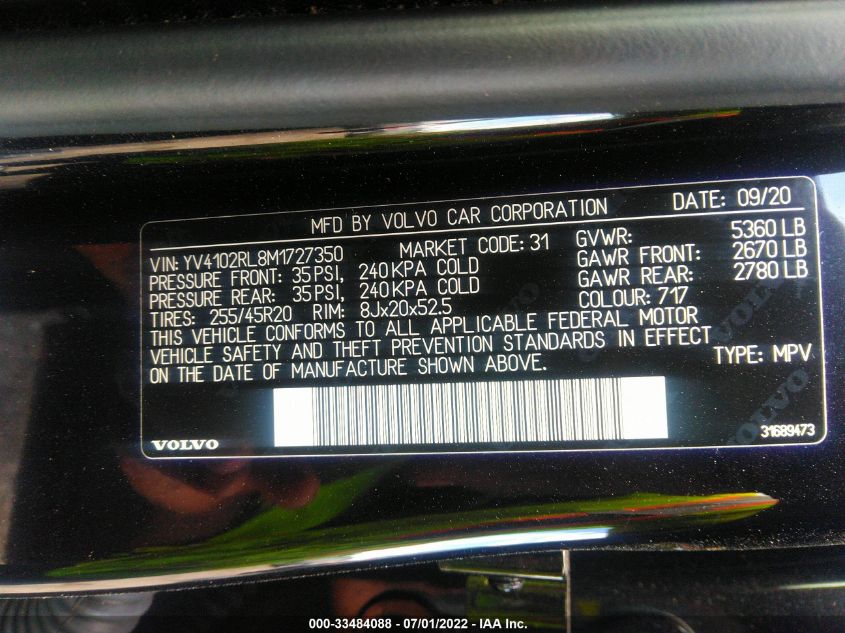 MFD BY VOLVO CAR CORPORATION DATE: 09/20
VIN: YV4102RL8M1727350 MARKET CODE: 31 GVWR: 5360 LB
PRESSURE FRONT: 35 PSI, 240 KPA COLD GAWR FRONT: 2670 LB
PRESSURE REAR: 35 PSI, 240 KPA COLD GAWR REAR: 2780 LB
TIRES: 255/45R20 RIM: 8Jx20x52.5 COLOUR: 717
THIS VEHICLE CONFORMS TO ALL APPLICABLE FEDERAL MOTOR
VEHICLE SAFETY AND THEFT PREVENTION STANDARDS IN EFFECT
ON THE DATE OF MANUFACTURE SHOWN ABOVE. TYPE: MPV
VOLVO 31689473
000-33484088 - 07/01/2022 - IAA Inc.